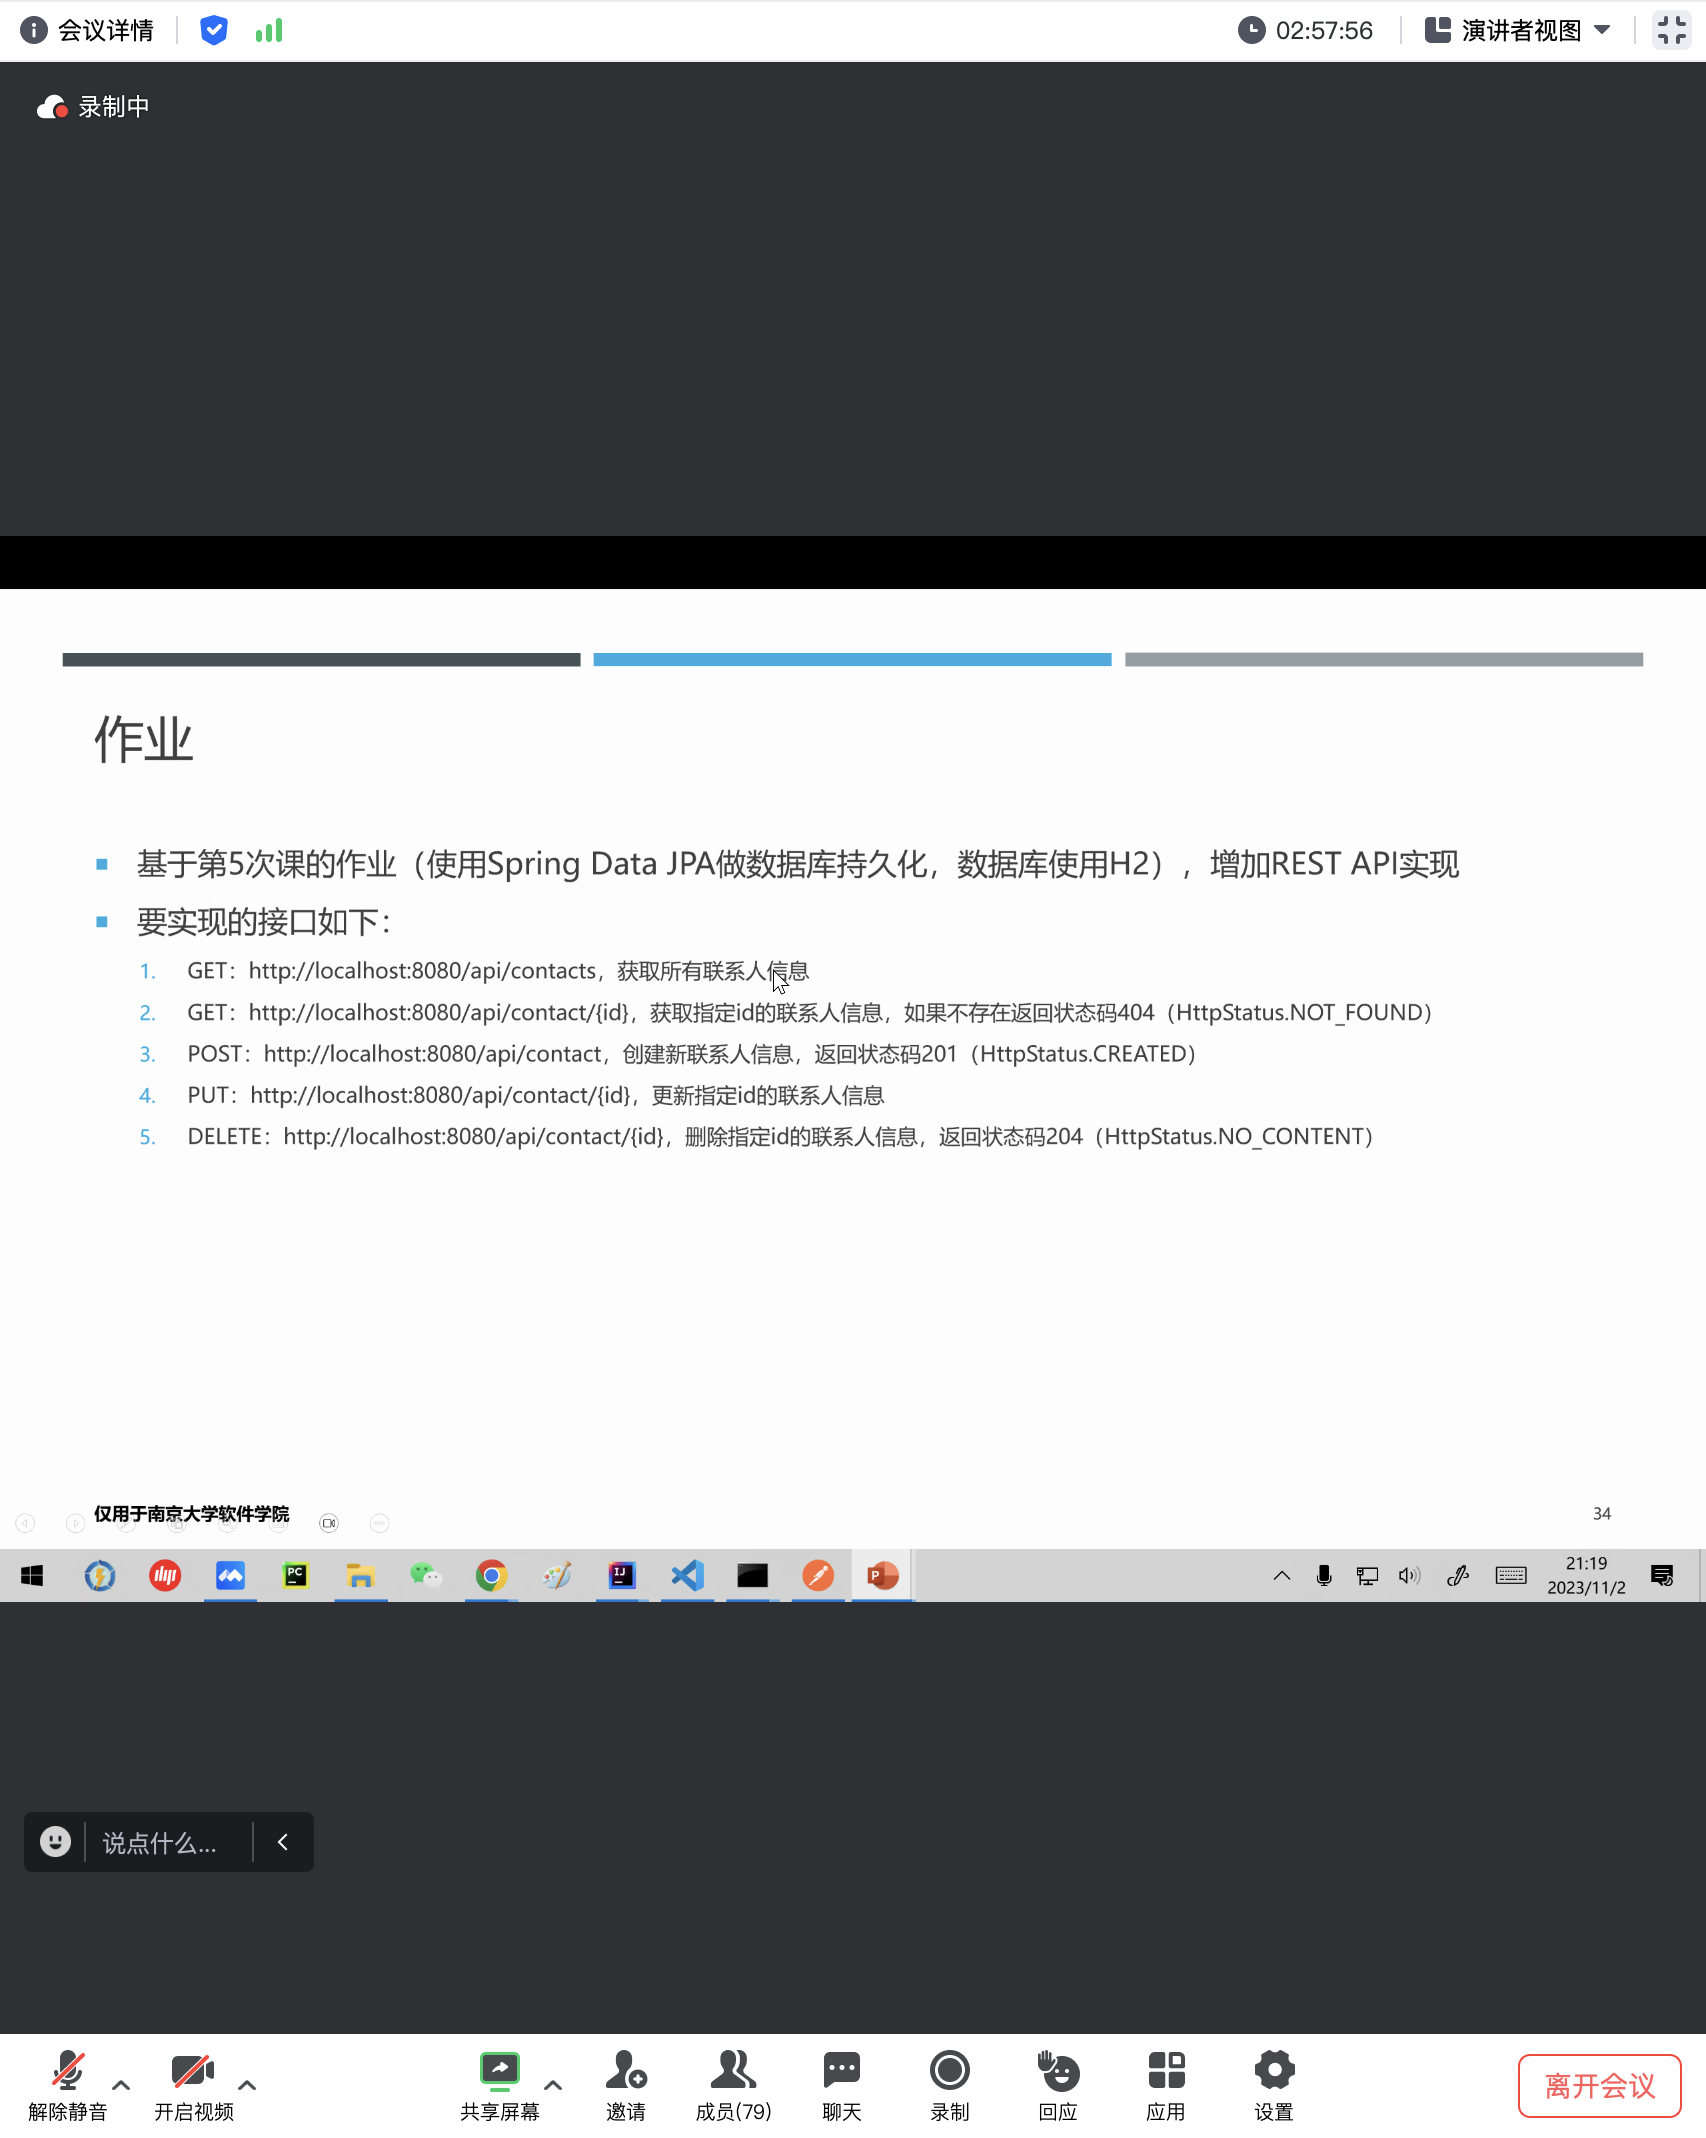 会议详情
02:57:56
演讲者视图
录制中
作业
基于第5次课的作业（使用Spring Data JPA做数据库持久化，数据库使用H2），增加REST API实现
要实现的接口如下：
1. GET：http://localhost:8080/api/contacts，获取所有联系人信息
2. GET：http://localhost:8080/api/contact/{id}，获取指定id的联系人信息，如果不存在返回状态码404（HttpStatus.NOT_FOUND）
3. POST：http://localhost:8080/api/contact，创建新联系人信息，返回状态码201（HttpStatus.CREATED）
4. PUT：http://localhost:8080/api/contact/{id}，更新指定id的联系人信息
5. DELETE：http://localhost:8080/api/contact/{id}，删除指定id的联系人信息，返回状态码204（HttpStatus.NO_CONTENT）
仅用于南京大学软件学院
34
PC
IJ
P
21:19
2023/11/2
说点什么...
解除静音
开启视频
共享屏幕
邀请
成员(79)
聊天
录制
回应
应用
设置
离开会议